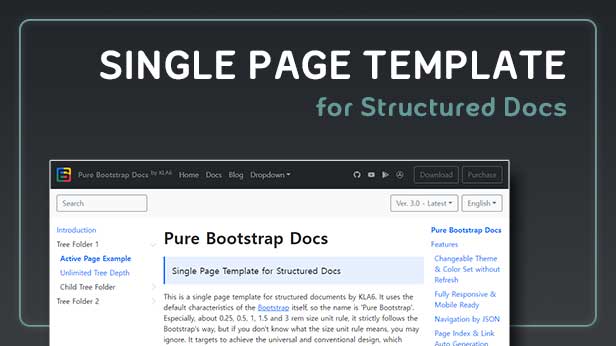 SINGLE PAGE TEMPLATE
for Structured Docs
Pure Bootstrap Docs by KLA6 Home Docs Blog Dropdown Download Purchase
Search Ver. 3.0 - Latest English
Introduction
Tree Folder 1
Active Page Example
Unlimited Tree Depth
Child Tree Folder
Tree Folder 2
Pure Bootstrap Docs
Single Page Template for Structured Docs
This is a single page template for structured documents by KLA6. It uses the
default characteristics of the Bootstrap itself, so the name is 'Pure Bootstrap'.
Especially, about 0.25, 0.5, 1, 1.5 and 3 rem size unit rule, it strictly follows the
Bootstrap's way, but if you don't know what the size unit rule means, you may
ignore. It targets to achieve the universal and conventional design, which
Pure Bootstrap Docs
Features
Changeable Theme
& Color Set without
Refresh
Fully Responsive &
Mobile Ready
Navigation by JSON
Page Index & Link
Auto Generation